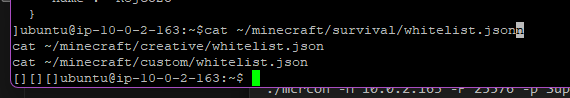 }
]ubuntu@ip-10-0-2-163:~$cat ~/minecraft/survival/whitelist.jsonn
cat ~/minecraft/creative/whitelist.json
cat ~/minecraft/custom/whitelist.json
[][][]ubuntu@ip-10-0-2-163:~$